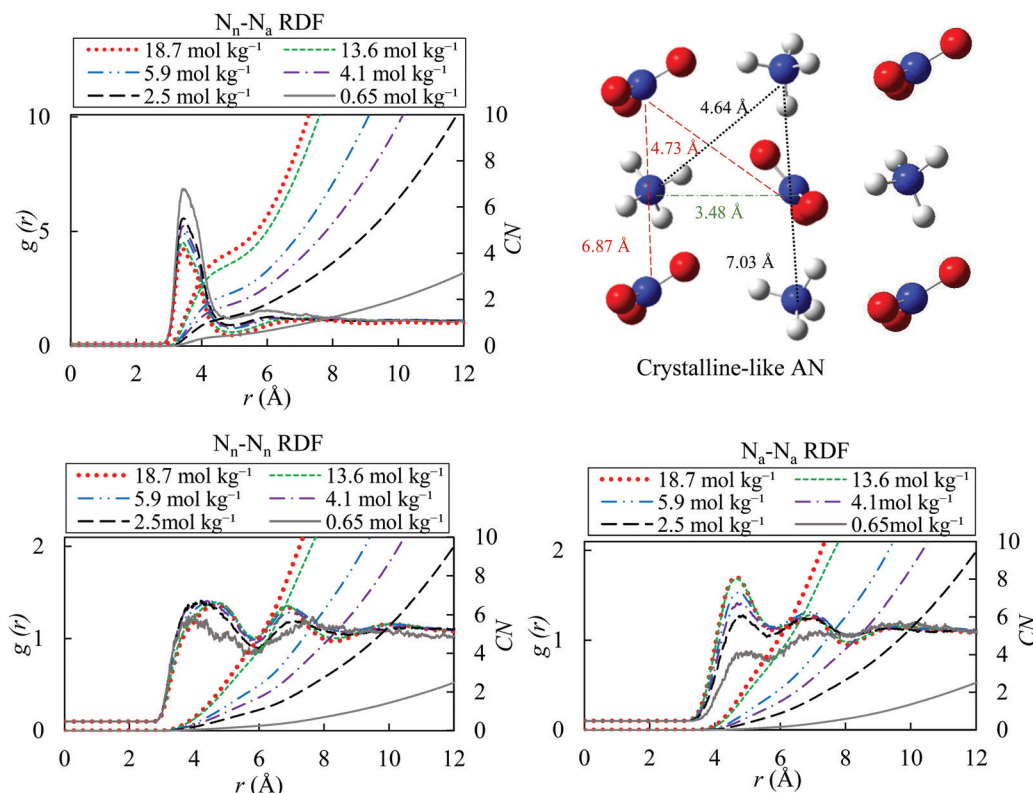 Nn-Na RDF
18.7 mol kg⁻¹ 13.6 mol kg⁻¹
5.9 mol kg⁻¹ 4.1 mol kg⁻¹
2.5 mol kg⁻¹ 0.65 mol kg⁻¹
10 10
8
6
5
4
2
0 0
g (r)
CN
0 2 4 6 8 10 12
r (Å)
4.64 Å
4.73 Å
3.48 Å
6.87 Å
7.03 Å
Crystalline-like AN
Nn-Nn RDF
18.7 mol kg⁻¹ 13.6 mol kg⁻¹
5.9 mol kg⁻¹ 4.1 mol kg⁻¹
2.5mol kg⁻¹ 0.65 mol kg⁻¹
2 10
8
6
1
4
2
0 0
g (r)
CN
0 2 4 6 8 10 12
r (Å)
Na-Na RDF
18.7 mol kg⁻¹ 13.6 mol kg⁻¹
5.9 mol kg⁻¹ 4.1mol kg⁻¹
2.5 mol kg⁻¹ 0.65mol kg⁻¹
2 10
8
6
1
4
2
0 0
g (r)
CN
0 2 4 6 8 10 12
r (Å)